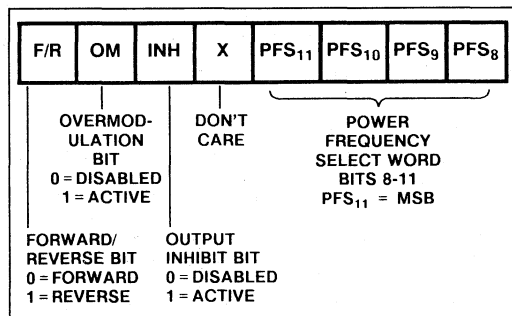 F/R OM INH X PFS₁₁ PFS₁₀ PFS₉ PFS₈
OVERMOD-
ULATION
BIT
0 = DISABLED
1 = ACTIVE
DON'T
CARE
POWER
FREQUENCY
SELECT WORD
BITS 8-11
PFS₁₁ = MSB
FORWARD/
REVERSE BIT
0 = FORWARD
1 = REVERSE
OUTPUT
INHIBIT BIT
0 = DISABLED
1 = ACTIVE